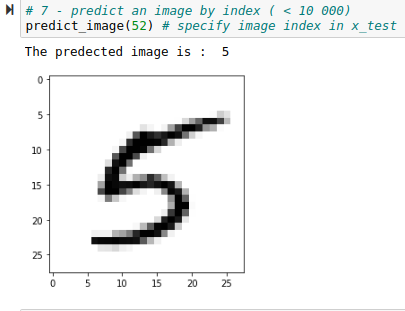 # 7 - predict an image by index ( < 10 000)
predict_image(52) # specify image index in x_test
The predected image is :  5
0
5
10
15
20
25
5
0 5 10 15 20 25